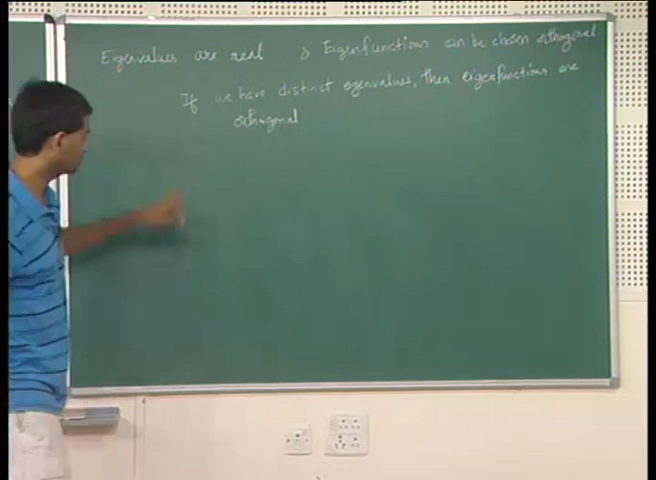 Eigenvalues are real & Eigenfunctions can be chosen orthogonal.
If we have distinct eigenvalues, then eigenfunctions are
orthogonal